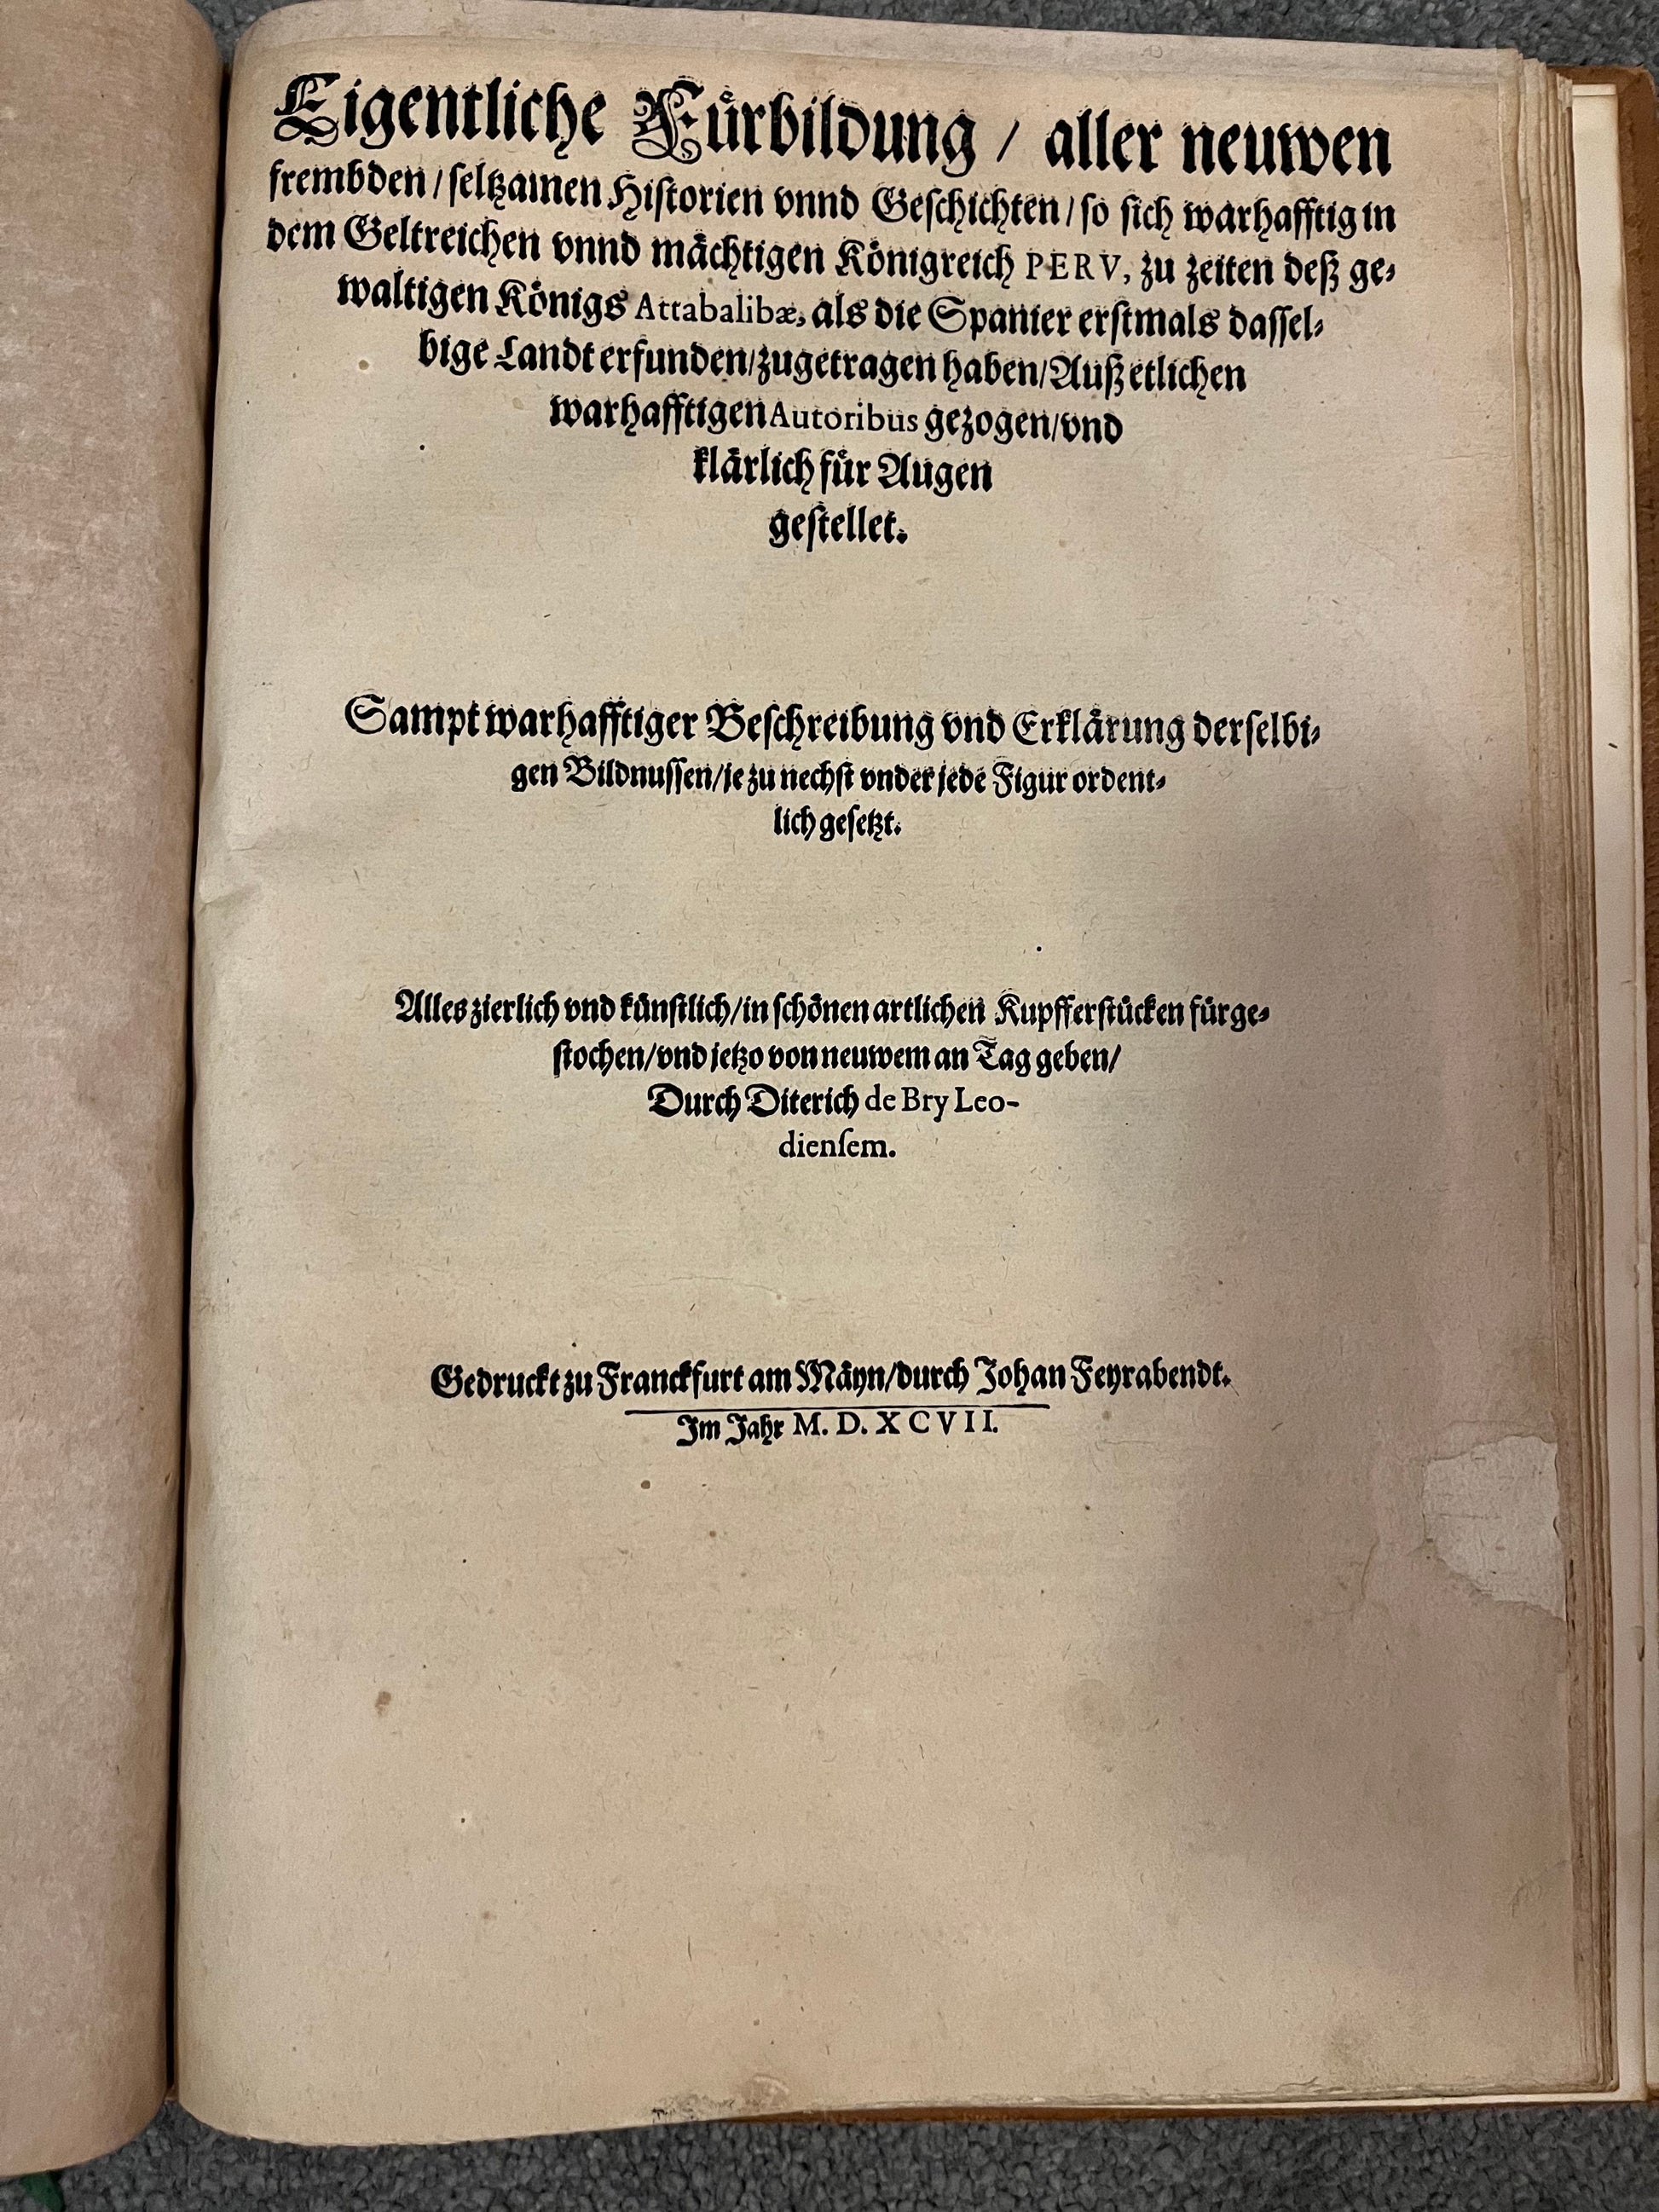 Eigentliche Fürbildung / aller neuwen
frembden / seltzamen Historien vnnd Geschichten / so sich warhafftig in
dem Geltreichen vnnd mächtigen Königreich PERV, zu zeiten deß ge-
waltigen Königs Attabalibæ, als die Spanier erstmals dassel-
bige Landt erfunden/zugetragen haben/Auß etlichen
warhafftigen Autoribus gezogen/vnd
klärlich für Augen
gestellet.
Sampt warhafftiger Beschreibung vnd Erklärung derselbi-
gen Bildnussen/je zu nechst vnder jede Figur ordent-
lich gesetzt.
Alles zierlich vnd künstlich/in schönen artlichen Kupfferstücken fürge-
stochen/vnd jetzo von neuwem an Tag geben/
Durch Diterich de Bry Leo-
dienſem.
Gedruckt zu Franckfurt am Mäyn/durch Johan Feyrabendt.
Im Jahr M. D. XCVII.